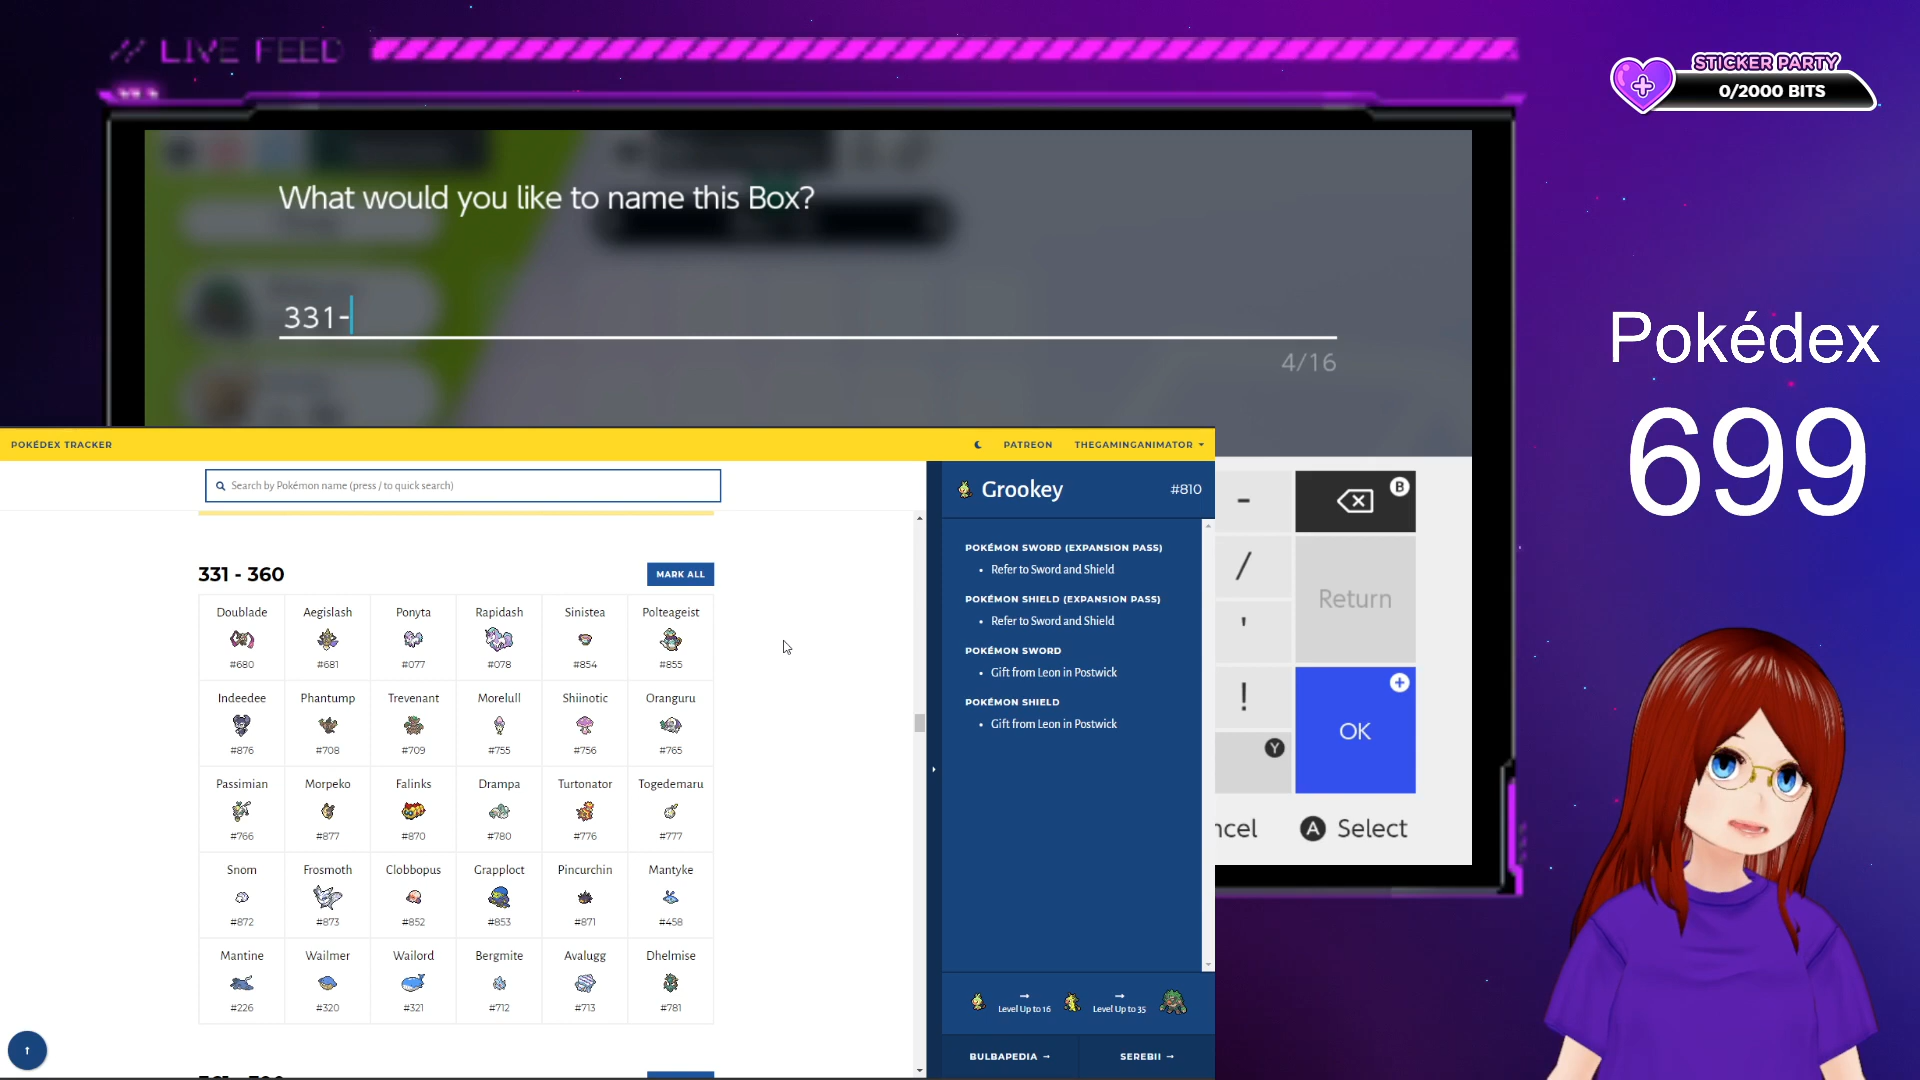 // LIVE FEED
STICKER PARTY
0/2000 BITS
What would you like to name this Box?
331-
4/16
Pokédex
699
POKÉDEX TRACKER
PATREON
THEGAMINGANIMATOR
Search by Pokémon name (press / to quick search)
Grookey
#810
331 - 360
MARK ALL
Doublade Aegislash Ponyta Rapidash Sinistea Polteageist
#680 #681 #077 #078 #854 #855
Indeedee Phantump Trevenant Morelull Shiinotic Oranguru
#876 #708 #709 #755 #756 #765
Passimian Morpeko Falinks Drampa Turtonator Togedemaru
#766 #877 #870 #780 #776 #777
Snom Frosmoth Clobbopus Grapploct Pincurchin Mantyke
#872 #873 #852 #853 #871 #458
Mantine Wailmer Wailord Bergmite Avalugg Dhelmise
#226 #320 #321 #712 #713 #781
POKÉMON SWORD (EXPANSION PASS)
• Refer to Sword and Shield
POKÉMON SHIELD (EXPANSION PASS)
• Refer to Sword and Shield
POKÉMON SWORD
• Gift from Leon in Postwick
POKÉMON SHIELD
• Gift from Leon in Postwick
→ →
Level Up to 16 Level Up to 35
BULBAPEDIA →
SEREBII →
- B
/ Return
'
! +
OK
Y
ncel
A Select